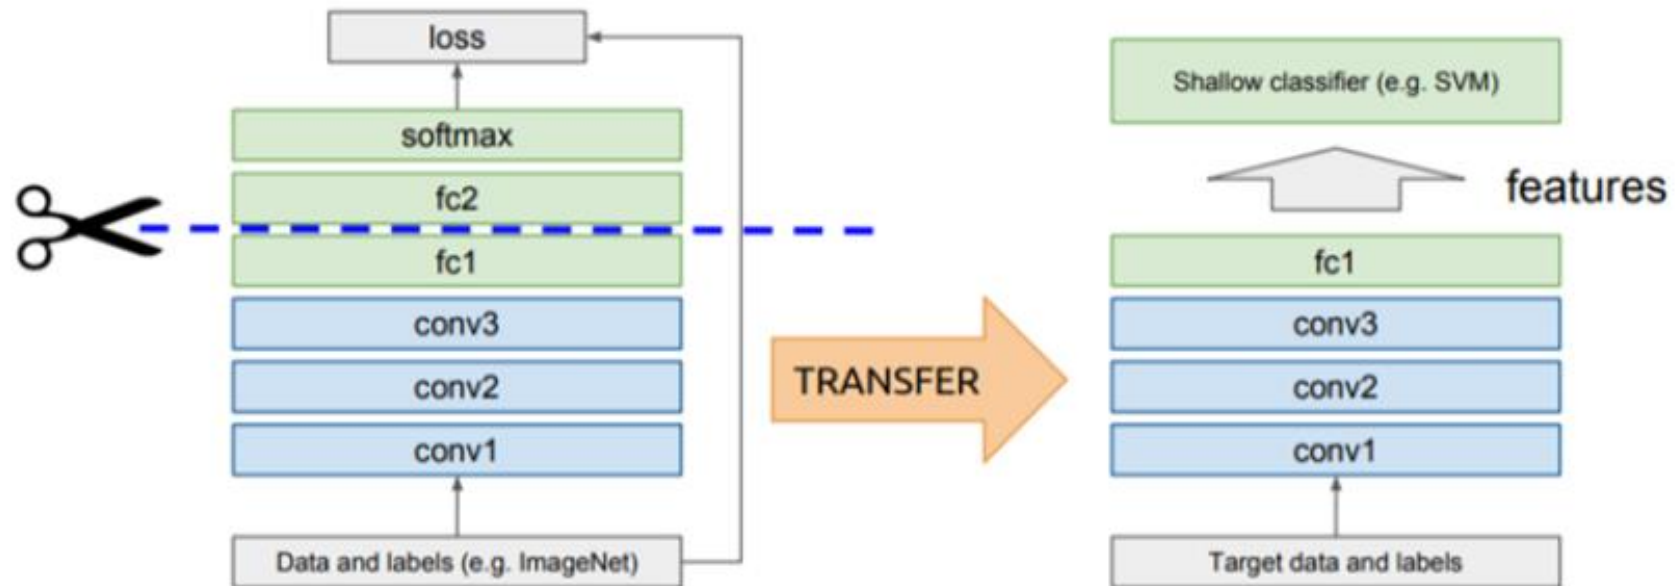 loss
softmax
fc2
fc1
conv3
conv2
conv1
Data and labels (e.g. ImageNet)
TRANSFER
Shallow classifier (e.g. SVM)
features
fc1
conv3
conv2
conv1
Target data and labels